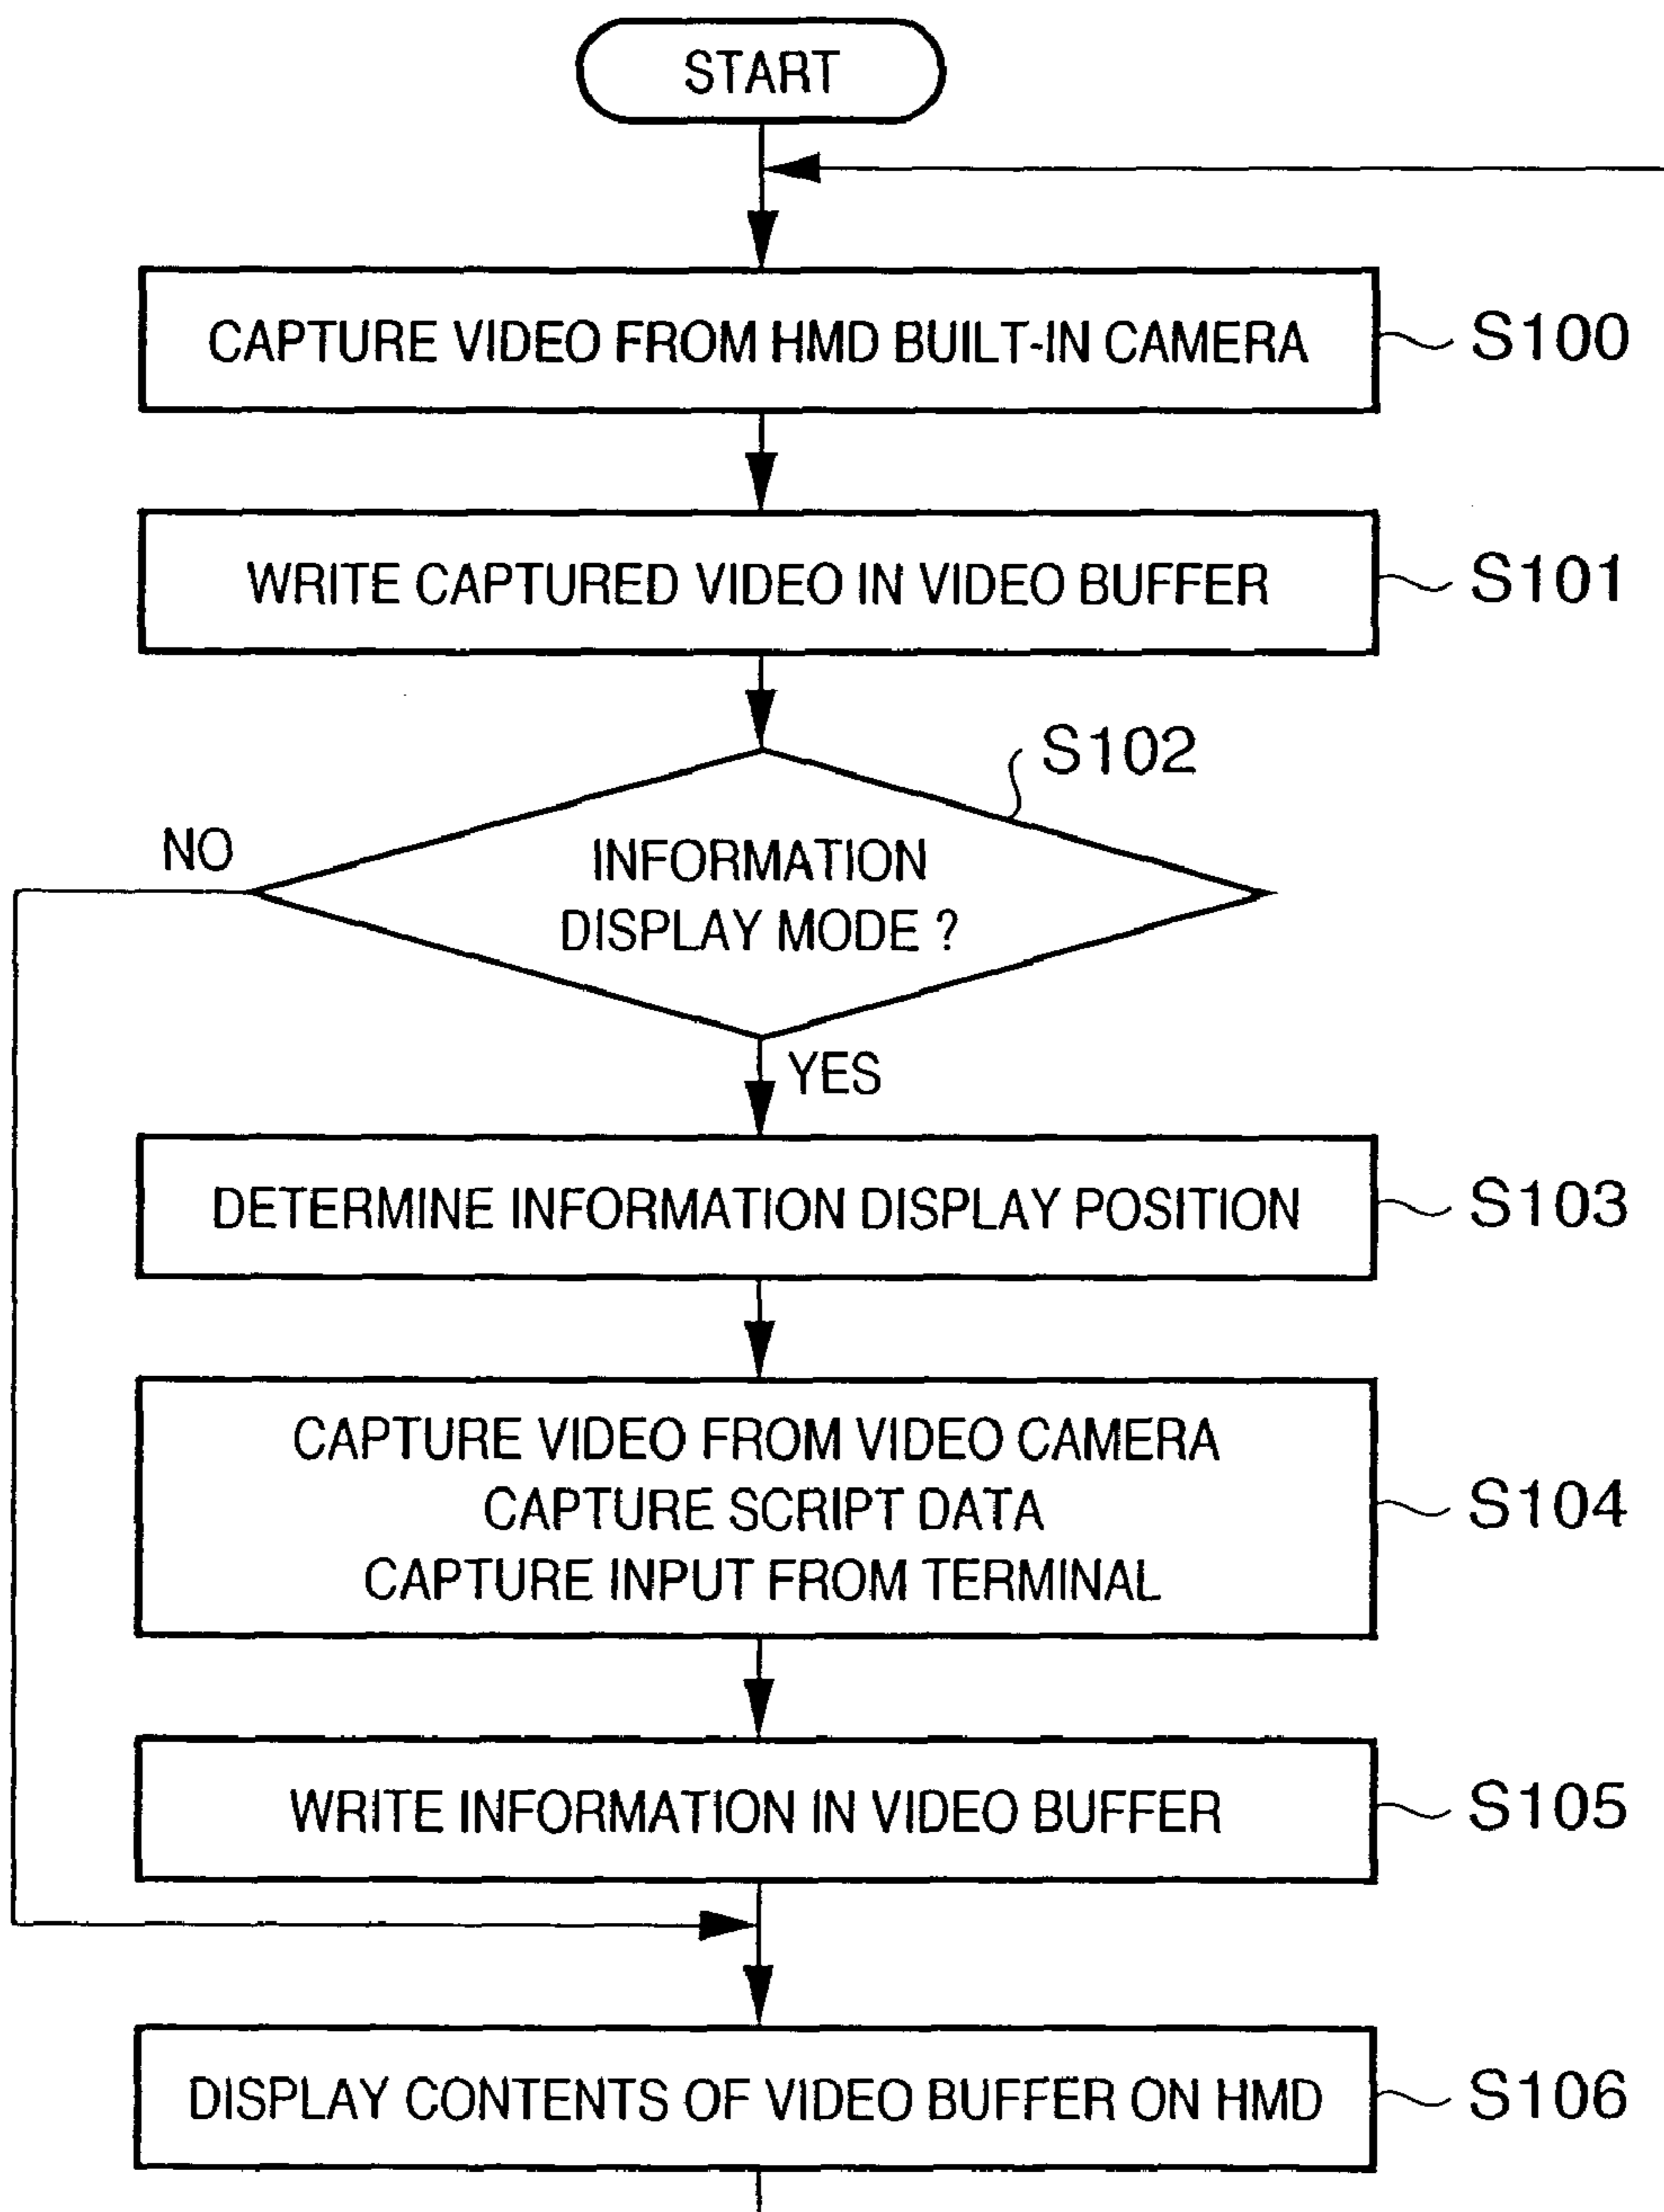 START
CAPTURE VIDEO FROM HMD BUILT-IN CAMERA
S100
WRITE CAPTURED VIDEO IN VIDEO BUFFER
S101
S102
NO
INFORMATION
DISPLAY MODE ?
YES
DETERMINE INFORMATION DISPLAY POSITION
S103
CAPTURE VIDEO FROM VIDEO CAMERA
CAPTURE SCRIPT DATA
CAPTURE INPUT FROM TERMINAL
S104
WRITE INFORMATION IN VIDEO BUFFER
S105
DISPLAY CONTENTS OF VIDEO BUFFER ON HMD
S106